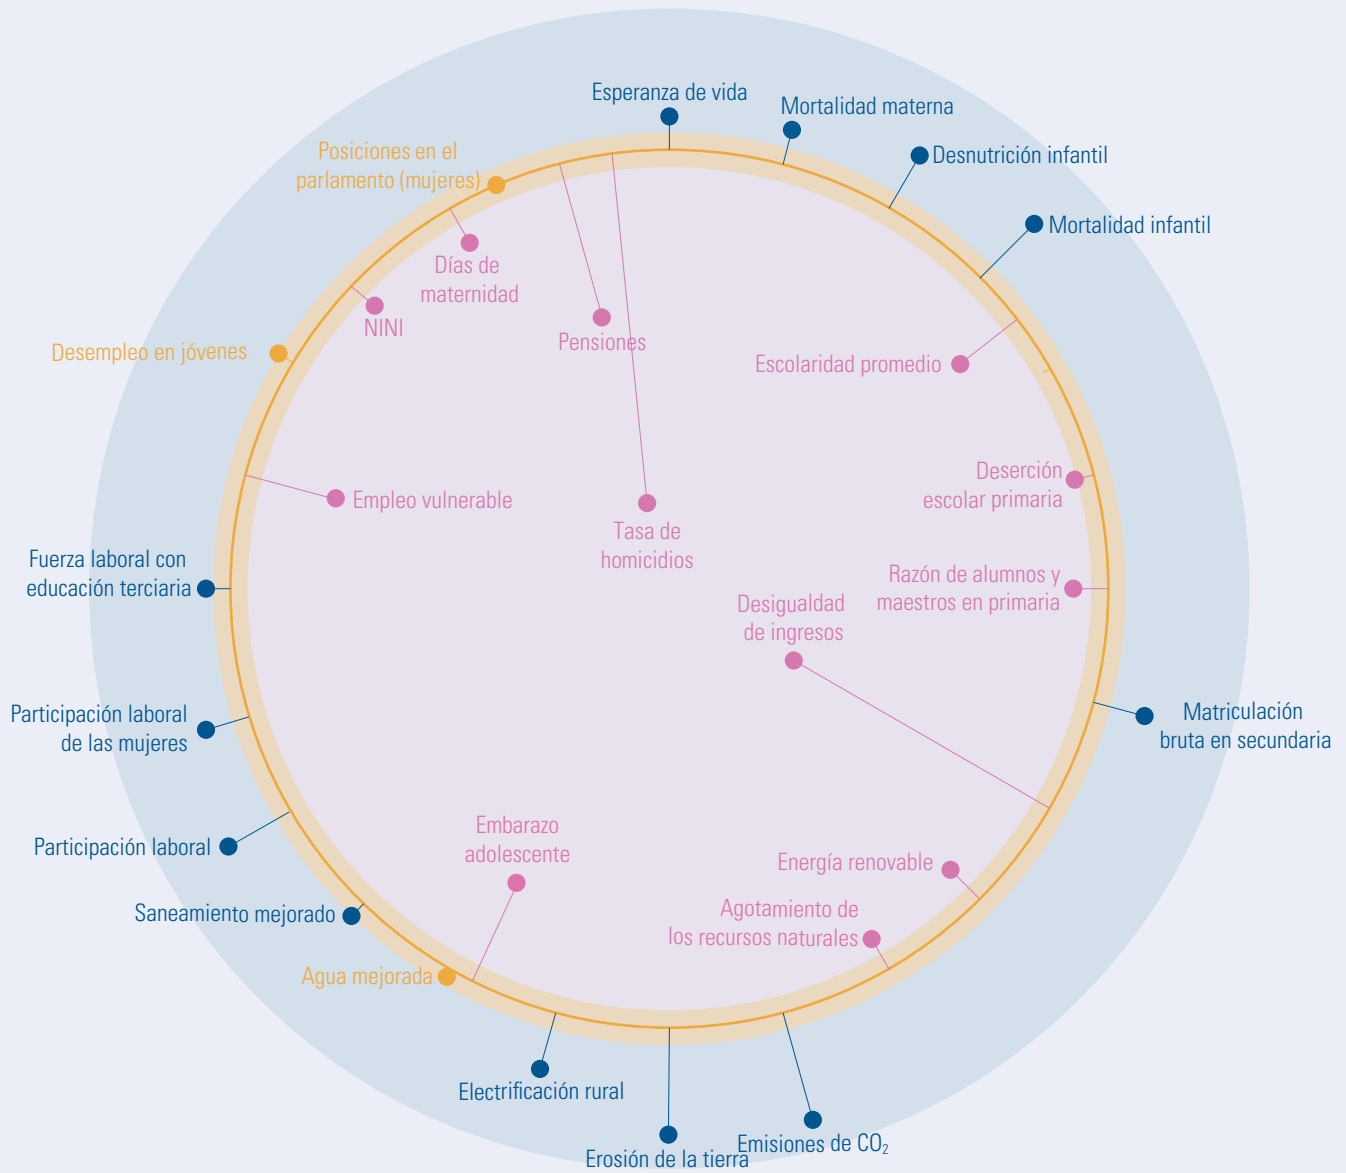 Esperanza de vida
Mortalidad materna
Desnutrición infantil
Mortalidad infantil
Posiciones en el
parlamento (mujeres)
Días de
maternidad
NINI
Pensiones
Desempleo en jóvenes
Escolaridad promedio
Deserción
escolar primaria
Empleo vulnerable
Tasa de
homicidios
Fuerza laboral con
educación terciaria
Razón de alumnos y
maestros en primaria
Desigualdad
de ingresos
Participación laboral
de las mujeres
Matriculación
bruta en secundaria
Participación laboral
Embarazo
adolescente
Energía renovable
Saneamiento mejorado
Agotamiento de
los recursos naturales
Agua mejorada
Electrificación rural
Emisiones de CO₂
Erosión de la tierra